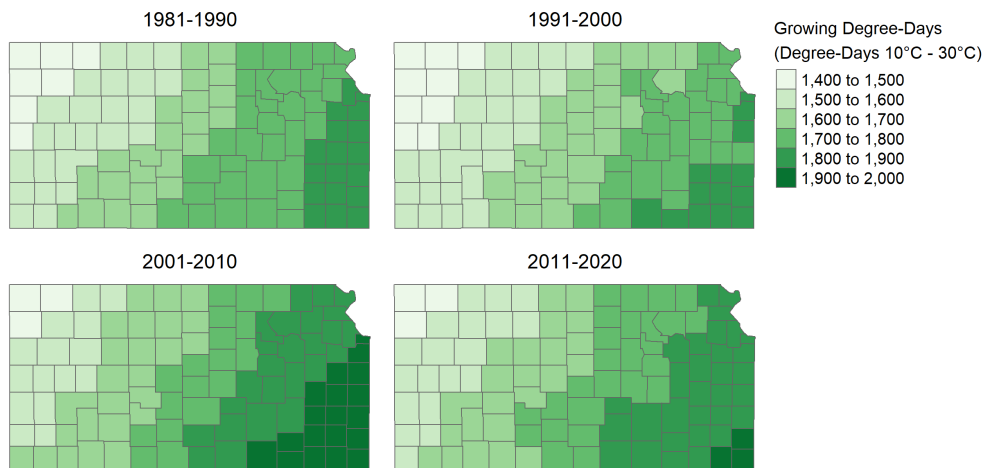 1981-1990
1991-2000
Growing Degree-Days
(Degree-Days 10°C - 30°C)
1,400 to 1,500
1,500 to 1,600
1,600 to 1,700
1,700 to 1,800
1,800 to 1,900
1,900 to 2,000
2001-2010
2011-2020